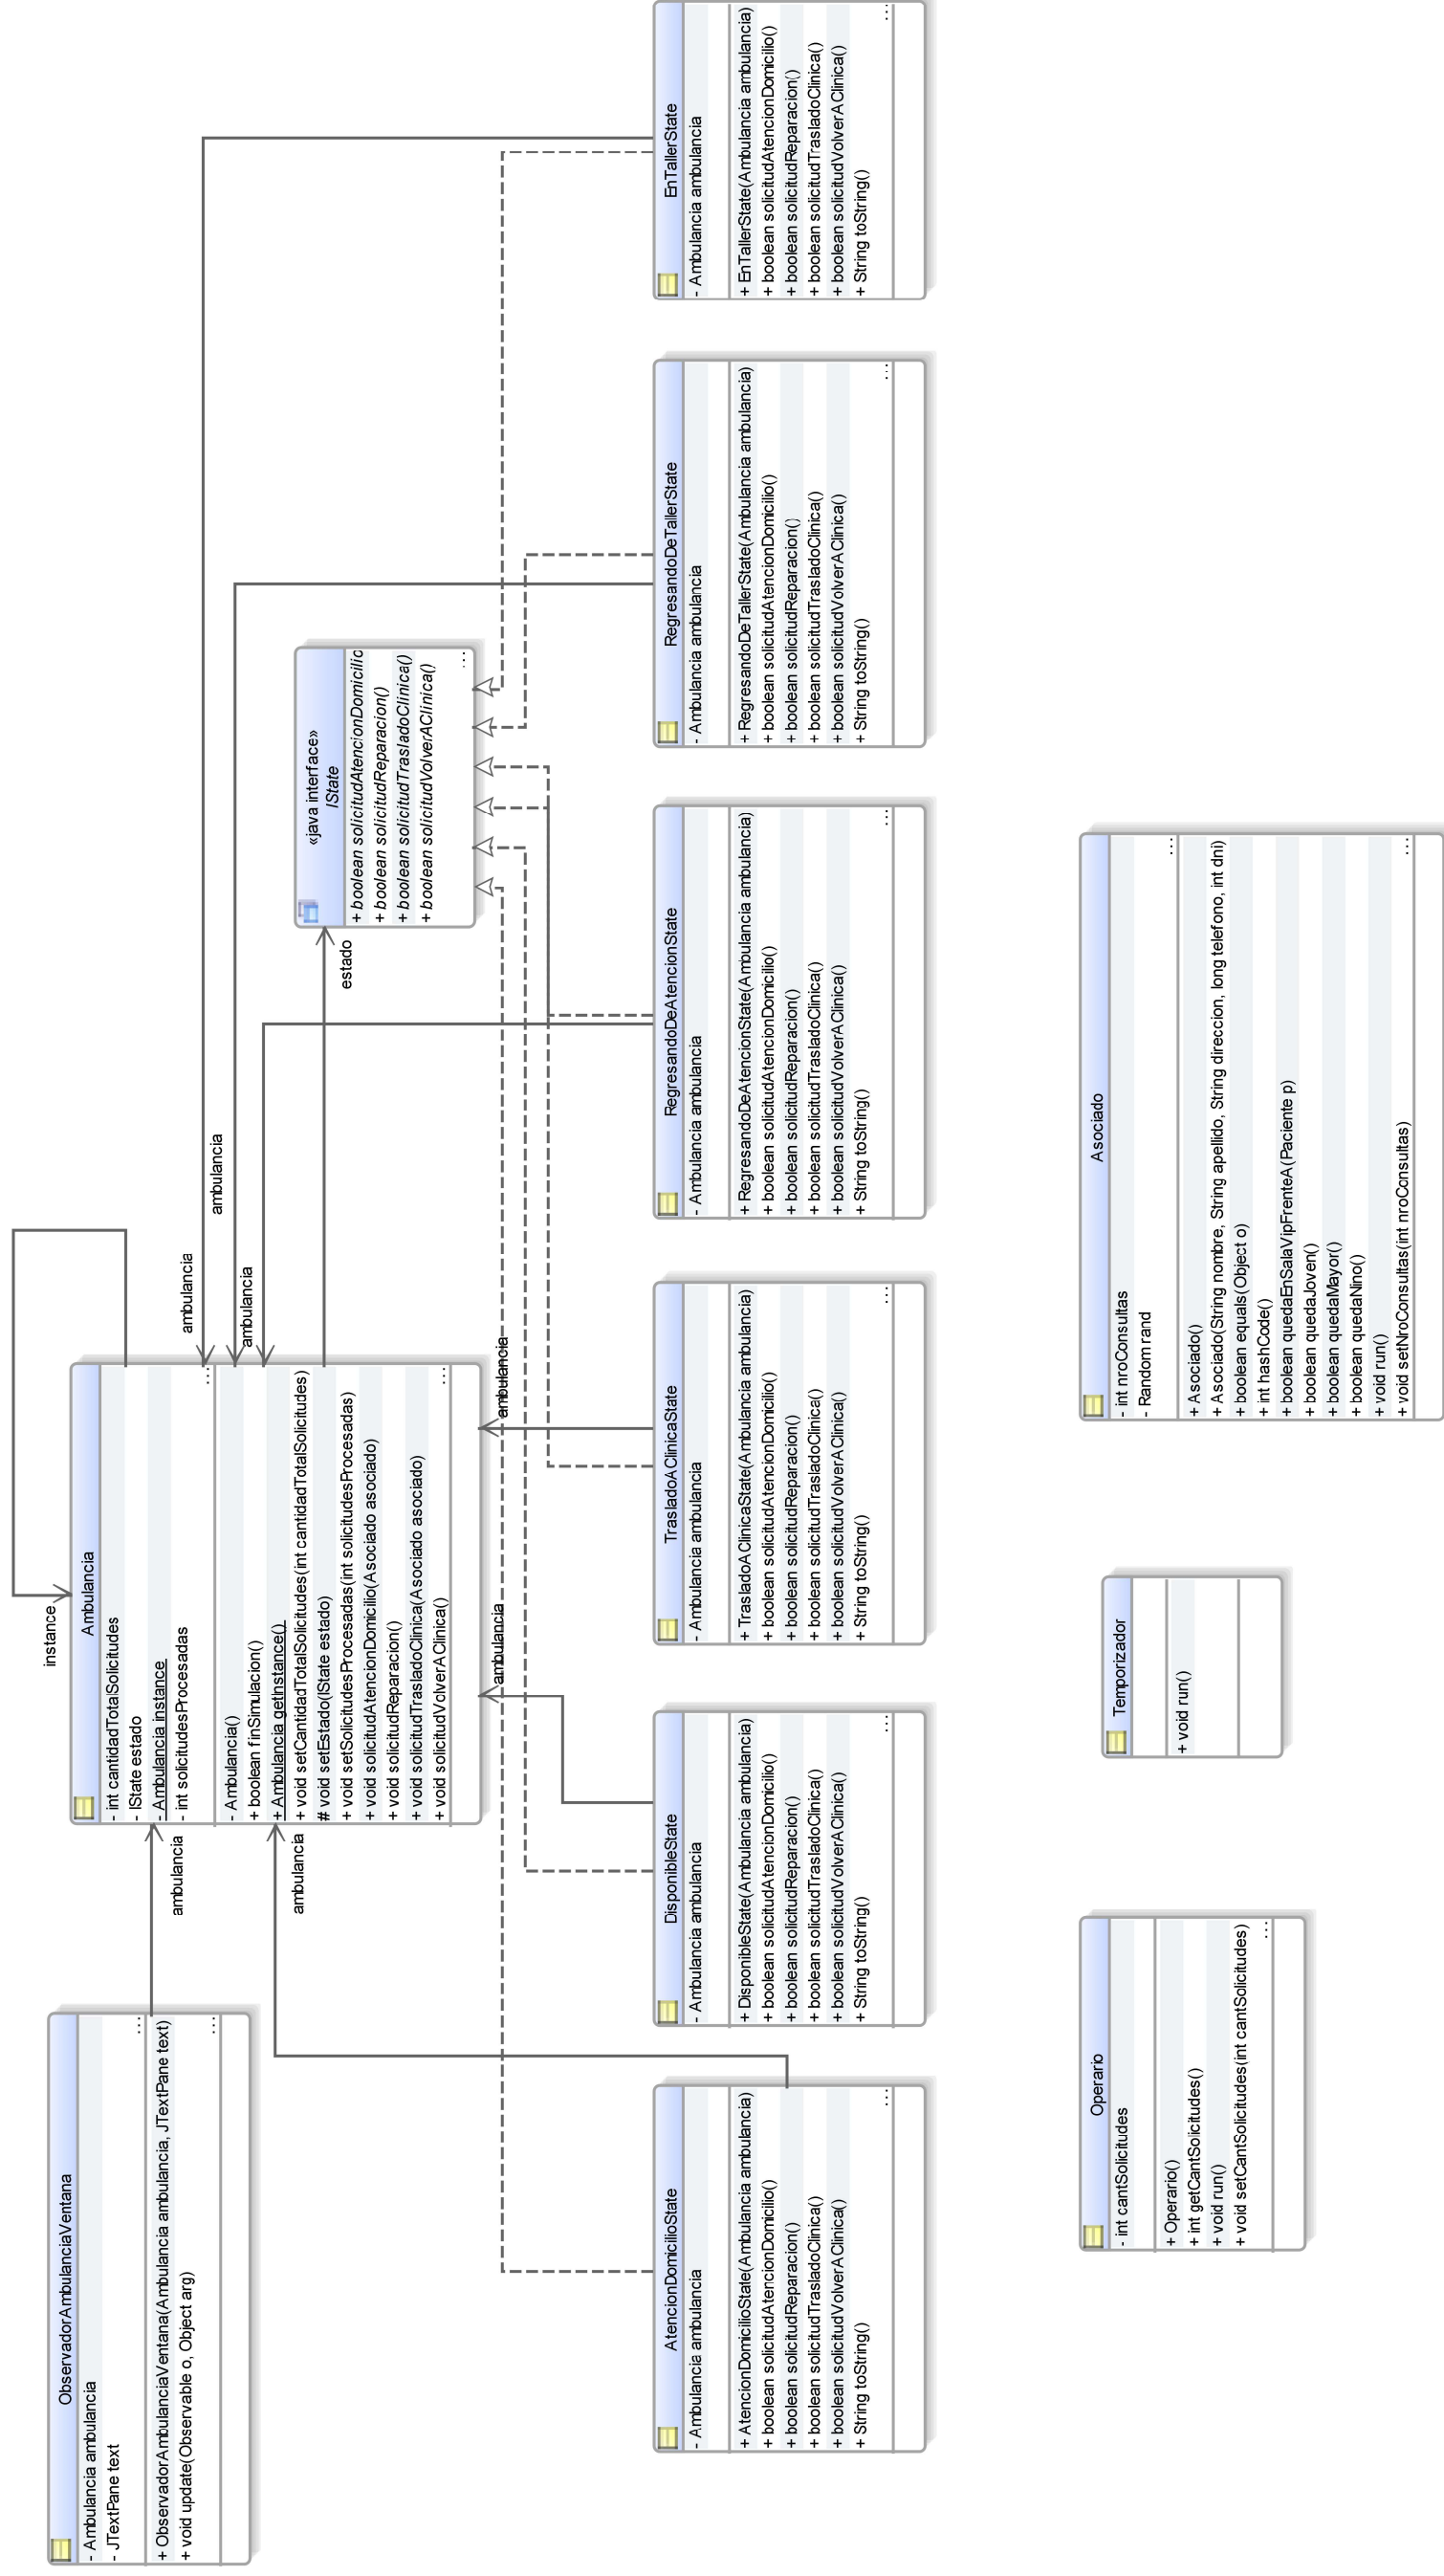 ObservadorAmbulanciaVentana
- Ambulancia ambulancia
- JTextPane text
...
+ ObservadorAmbulanciaVentana(Ambulancia ambulancia, JTextPane text)
+ void update(Observable o, Object arg)
...
ambulancia
ambulancia
instance
Ambulancia
- int cantidadTotalSolicitudes
- IState estado
- Ambulancia instance
- int solicitudesProcesadas
...
- Ambulancia()
+ boolean finSimulacion()
+ Ambulancia getInstance()
+ void setCantidadTotalSolicitudes(int cantidadTotalSolicitudes)
# void setEstado(IState estado)
+ void setSolicitudesProcesadas(int solicitudesProcesadas)
+ void solicitudAtencionDomicilio(Asociado asociado)
+ void solicitudReparacion()
+ void solicitudTrasladoClinica(Asociado asociado)
+ void solicitudVolverAClinica()
...
ambulancia
ambulancia
ambulancia
ambulancia
ambulancia
estado
«java interface»
IState
+ boolean solicitudAtencionDomicilic
+ boolean solicitudReparacion()
+ boolean solicitudTrasladoClinica()
+ boolean solicitudVolverAClinica()
...
AtencionDomicilioState
- Ambulancia ambulancia
+ AtencionDomicilioState(Ambulancia ambulancia)
+ boolean solicitudAtencionDomicilio()
+ boolean solicitudReparacion()
+ boolean solicitudTrasladoClinica()
+ boolean solicitudVolverAClinica()
+ String toString()
...
DisponibleState
- Ambulancia ambulancia
+ DisponibleState(Ambulancia ambulancia)
+ boolean solicitudAtencionDomicilio()
+ boolean solicitudReparacion()
+ boolean solicitudTrasladoClinica()
+ boolean solicitudVolverAClinica()
+ String toString()
...
TrasladoAClinicaState
- Ambulancia ambulancia
+ TrasladoAClinicaState(Ambulancia ambulancia)
+ boolean solicitudAtencionDomicilio()
+ boolean solicitudReparacion()
+ boolean solicitudTrasladoClinica()
+ boolean solicitudVolverAClinica()
+ String toString()
...
RegresandoDeAtencionState
- Ambulancia ambulancia
+ RegresandoDeAtencionState(Ambulancia ambulancia)
+ boolean solicitudAtencionDomicilio()
+ boolean solicitudReparacion()
+ boolean solicitudTrasladoClinica()
+ boolean solicitudVolverAClinica()
+ String toString()
...
RegresandoDeTallerState
- Ambulancia ambulancia
+ RegresandoDeTallerState(Ambulancia ambulancia)
+ boolean solicitudAtencionDomicilio()
+ boolean solicitudReparacion()
+ boolean solicitudTrasladoClinica()
+ boolean solicitudVolverAClinica()
+ String toString()
...
EnTallerState
- Ambulancia ambulancia
+ EnTallerState(Ambulancia ambulancia)
+ boolean solicitudAtencionDomicilio()
+ boolean solicitudReparacion()
+ boolean solicitudTrasladoClinica()
+ boolean solicitudVolverAClinica()
+ String toString()
...
Operario
- int cantSolicitudes
+ Operario()
+ int getCantSolicitudes()
+ void run()
+ void setCantSolicitudes(int cantSolicitudes)
...
Temporizador
+ void run()
Asociado
- int nroConsultas
- Random rand
...
+ Asociado()
+ Asociado(String nombre, String apellido, String direccion, long telefono, int dni)
+ boolean equals(Object o)
+ int hashCode()
+ boolean quedaEnSalaVipFrenteA(Paciente p)
+ boolean quedaJoven()
+ boolean quedaMayor()
+ boolean quedaNino()
+ void run()
+ void setNroConsultas(int nroConsultas)
...